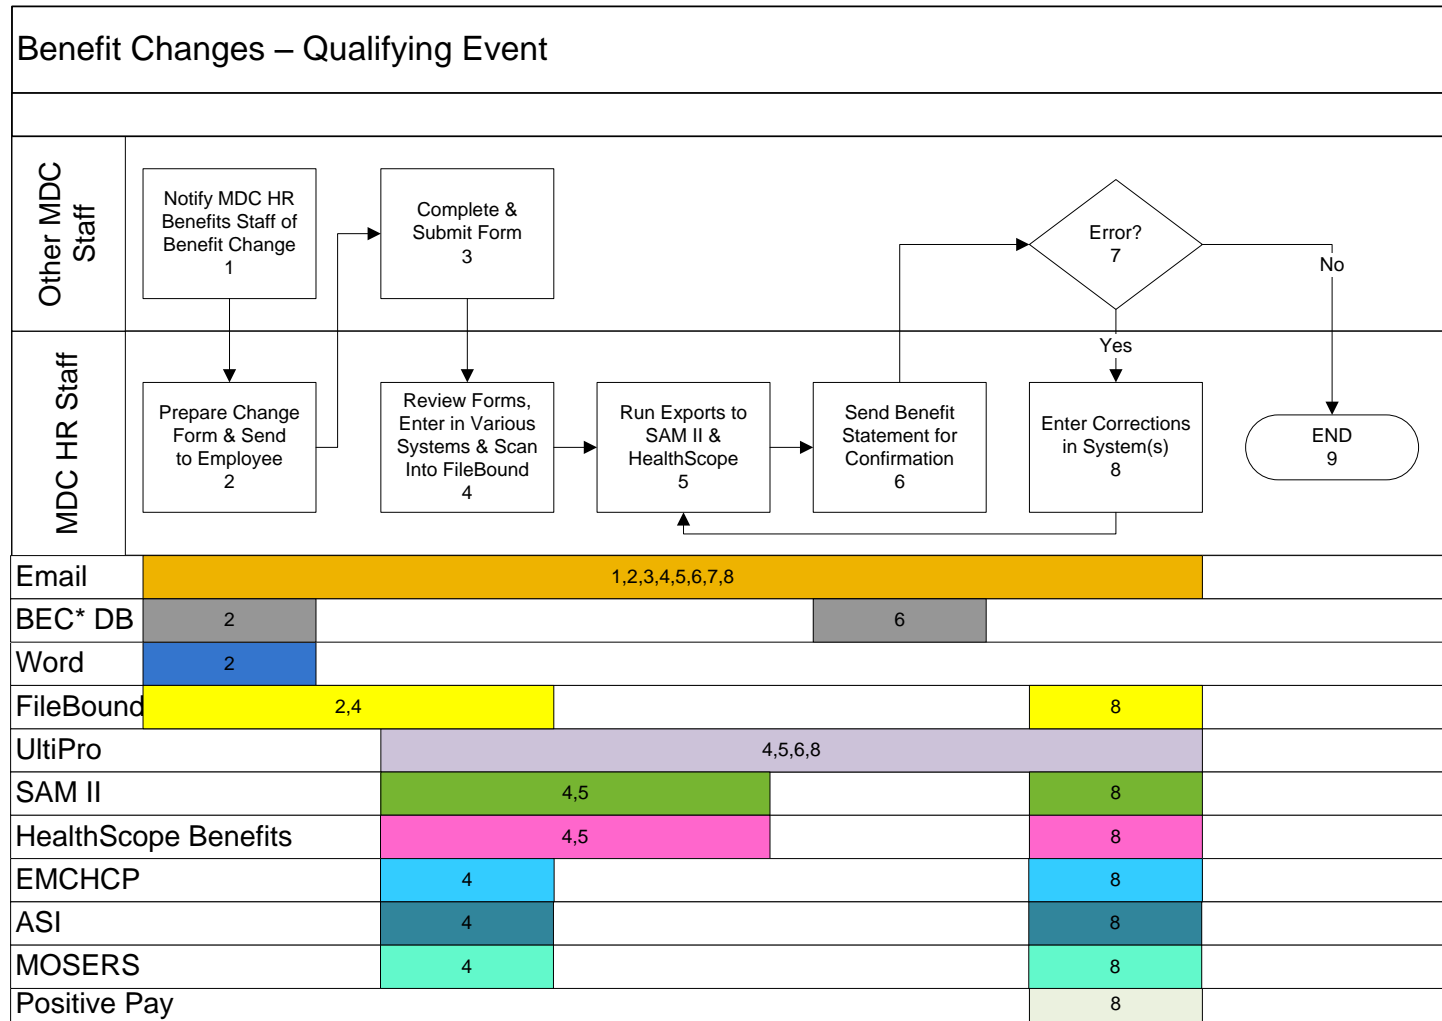 Benefit Changes – Qualifying Event
Other MDC
Staff
Notify MDC HR
Benefits Staff of
Benefit Change
1
Complete &
Submit Form
3
Error?
7
No
Yes
MDC HR Staff
Prepare Change
Form & Send
to Employee
2
Review Forms,
Enter in Various
Systems & Scan
Into FileBound
4
Run Exports to
SAM II &
HealthScope
5
Send Benefit
Statement for
Confirmation
6
Enter Corrections
in System(s)
8
END
9
Email
1,2,3,4,5,6,7,8
BEC* DB
2
6
Word
2
FileBound
2,4
8
UltiPro
4,5,6,8
SAM II
4,5
8
HealthScope Benefits
4,5
8
EMCHCP
4
8
ASI
4
8
MOSERS
4
8
Positive Pay
8